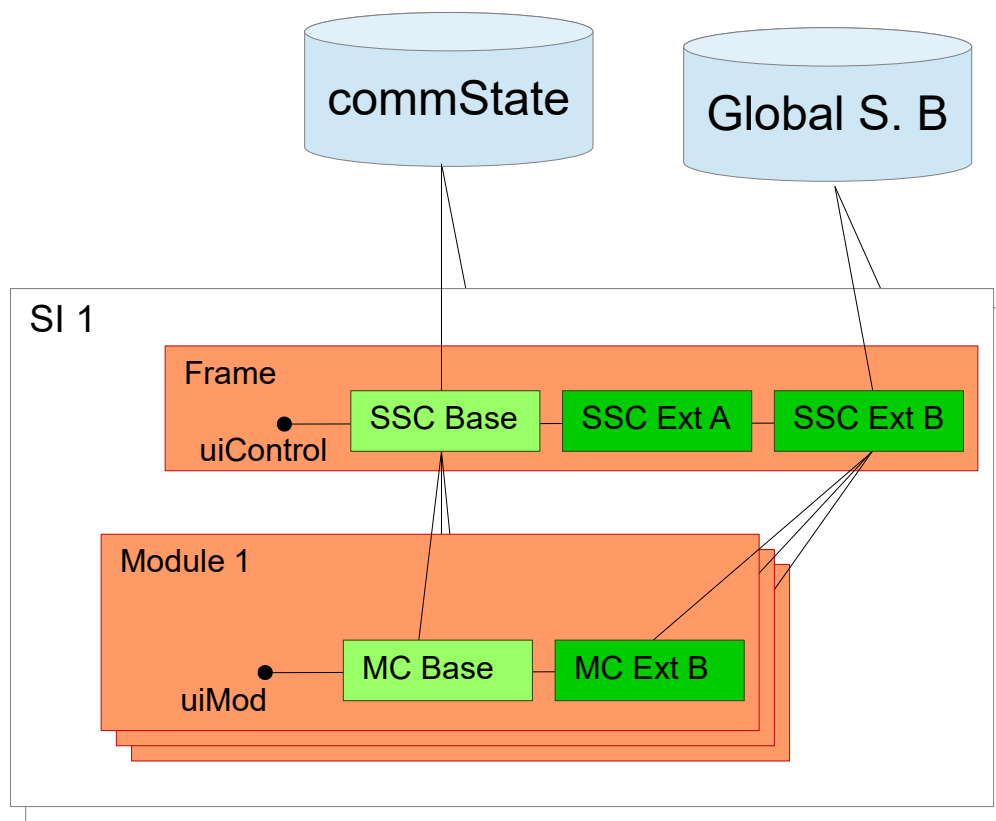 commState
Global S. B
SI 1
Frame
SSC Base
SSC Ext A
SSC Ext B
uiControl
Module 1
MC Base
MC Ext B
uiMod